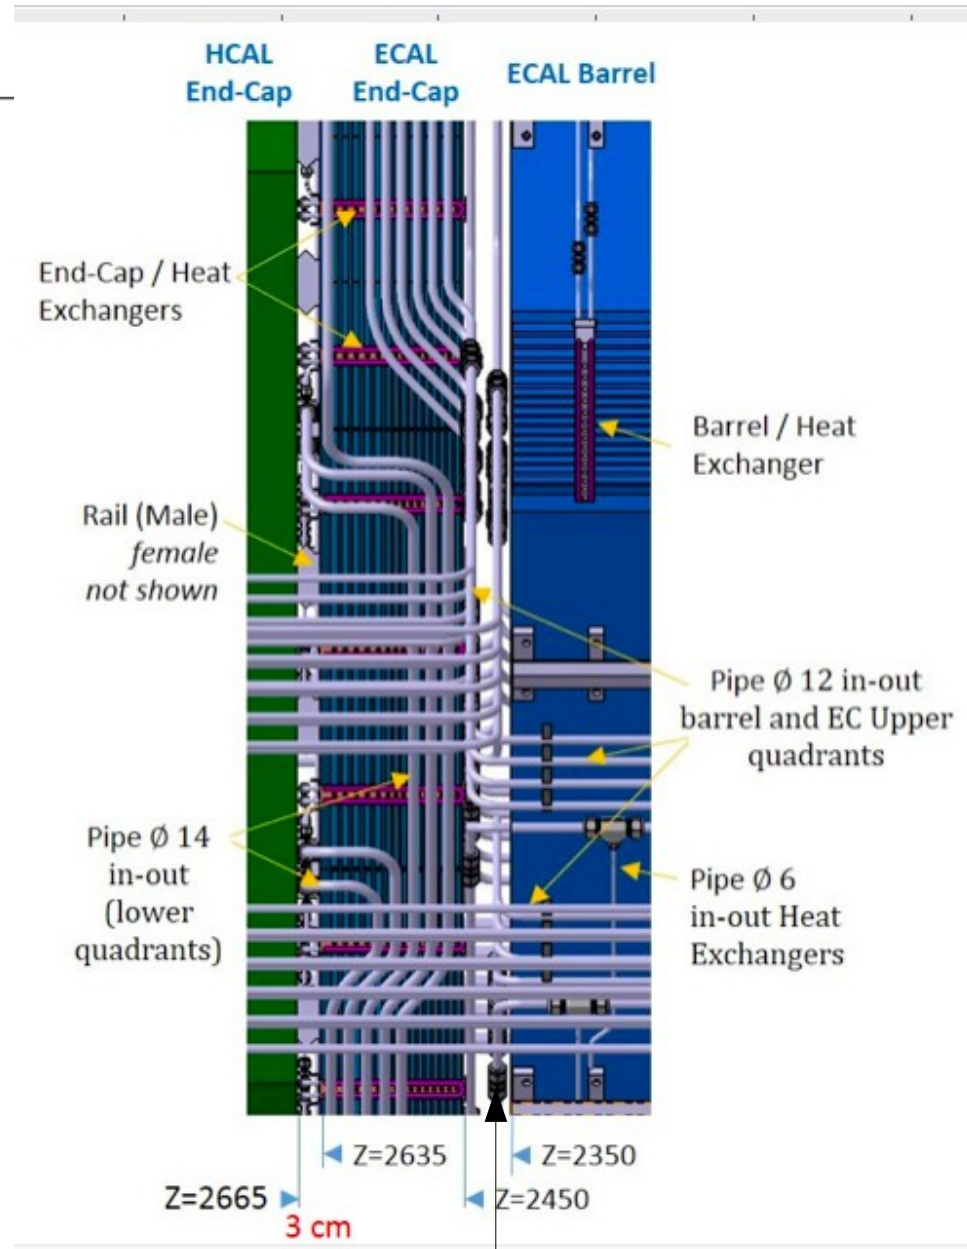 HCAL
End-Cap
ECAL
End-Cap
ECAL Barrel
End-Cap / Heat
Exchangers
Barrel / Heat
Exchanger
Rail (Male)
female
not shown
Pipe Ø 12 in-out
barrel and EC Upper
quadrants
Pipe Ø 14
in-out
(lower
quadrants)
Pipe Ø 6
in-out Heat
Exchangers
Z=2635
Z=2350
Z=2665
Z=2450
3 cm